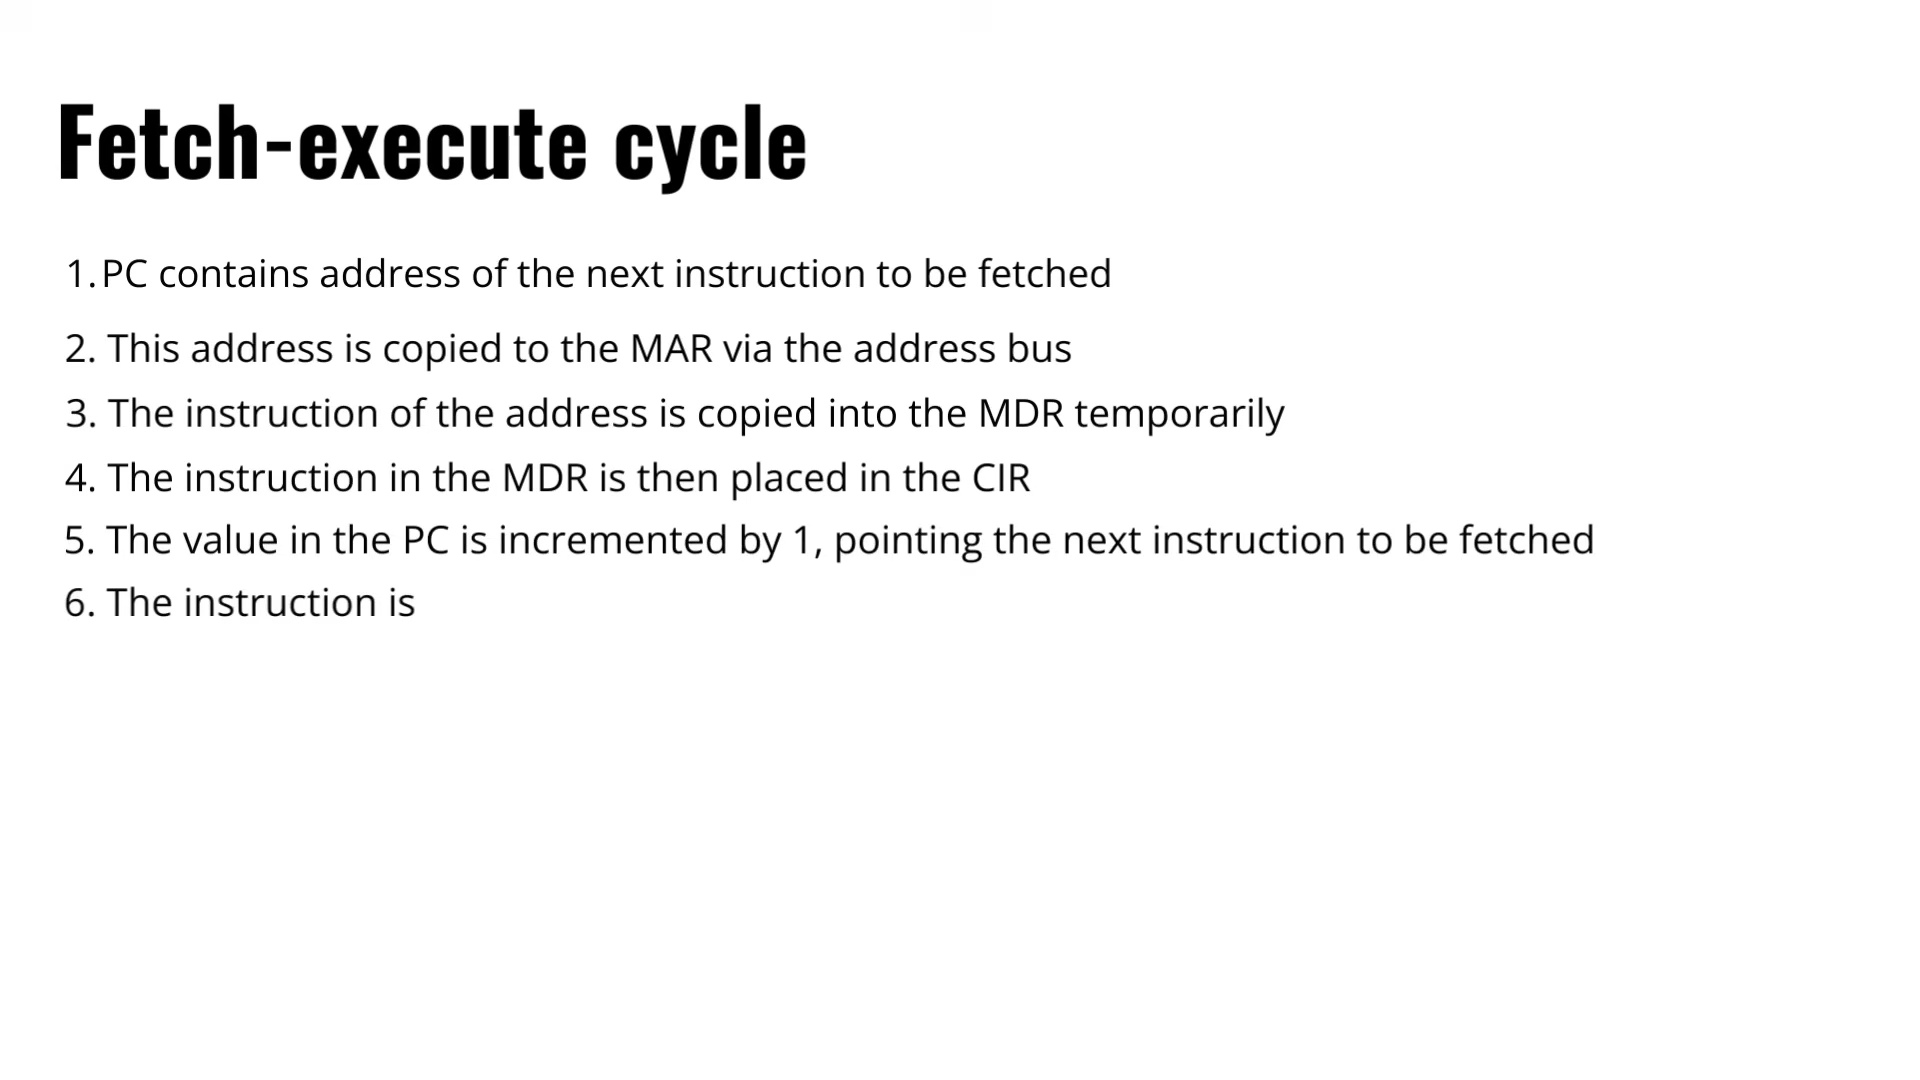 Fetch-execute cycle
1. PC contains address of the next instruction to be fetched
2. This address is copied to the MAR via the address bus
3. The instruction of the address is copied into the MDR temporarily
4. The instruction in the MDR is then placed in the CIR
5. The value in the PC is incremented by 1, pointing the next instruction to be fetched
6. The instruction is